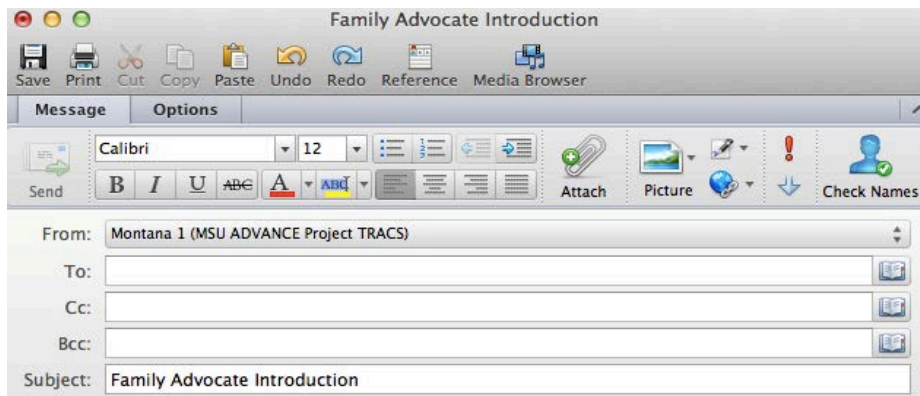 Family Advocate Introduction
Save Print Cut Copy Paste Undo Redo Reference Media Browser
Message Options
Calibri 12
Send B I U ABC A ABC Attach Picture Check Names
From: Montana 1 (MSU ADVANCE Project TRACS)
To:
Cc:
Bcc:
Subject: Family Advocate Introduction